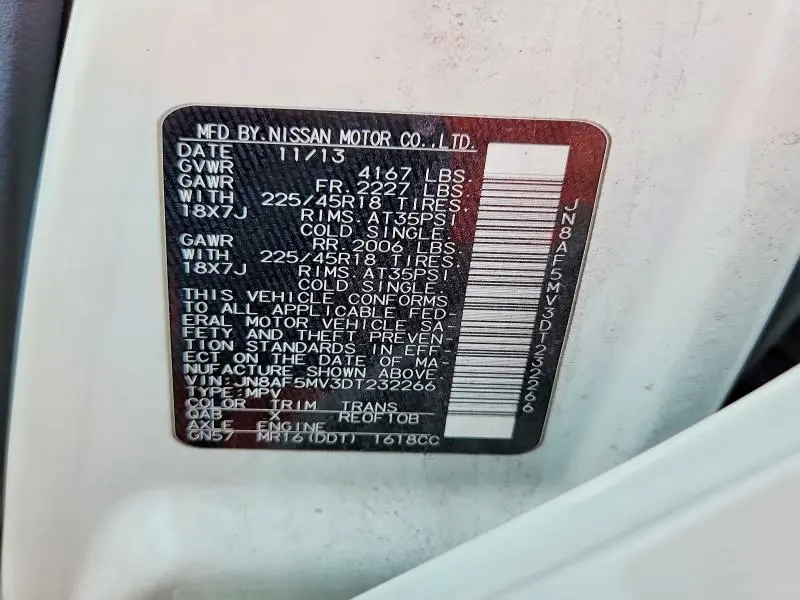 MFD BY.NISSAN MOTOR CO.,LTD.
DATE 11/13
GVWR 4167 LBS.
GAWR FR. 2227 LBS.
WITH 225/45R18 TIRES.
18X7J RIMS. AT35PSI
COLD SINGLE
GAWR RR. 2006 LBS.
WITH 225/45R18 TIRES.
18X7J RIMS. AT35PSI
COLD SINGLE
THIS VEHICLE CONFORMS
TO ALL APPLICABLE FED-
ERAL MOTOR VEHICLE SA-
FETY AND THEFT PREVEN-
TION STANDARDS IN EFF-
ECT ON THE DATE OF MA-
NUFACTURE SHOWN ABOVE
VIN: JN8AF5MV3DT232266
TYPE: MPV
COLOR TRIM TRANS
QAB X RE0F10B
AXLE ENGINE
GN57 MR16(DDT) 1618CC
JN8AF5MV3DT232266